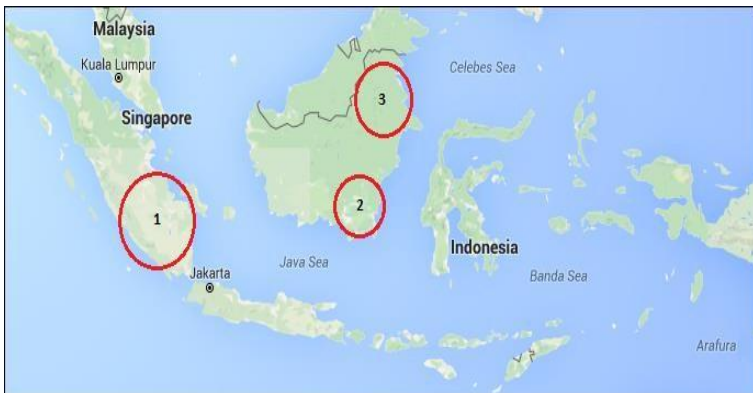 Malaysia
Kuala Lumpur
Celebes Sea
3
Singapore
2
1
Indonesia
Java Sea
Jakarta
Banda Sea
Arafura